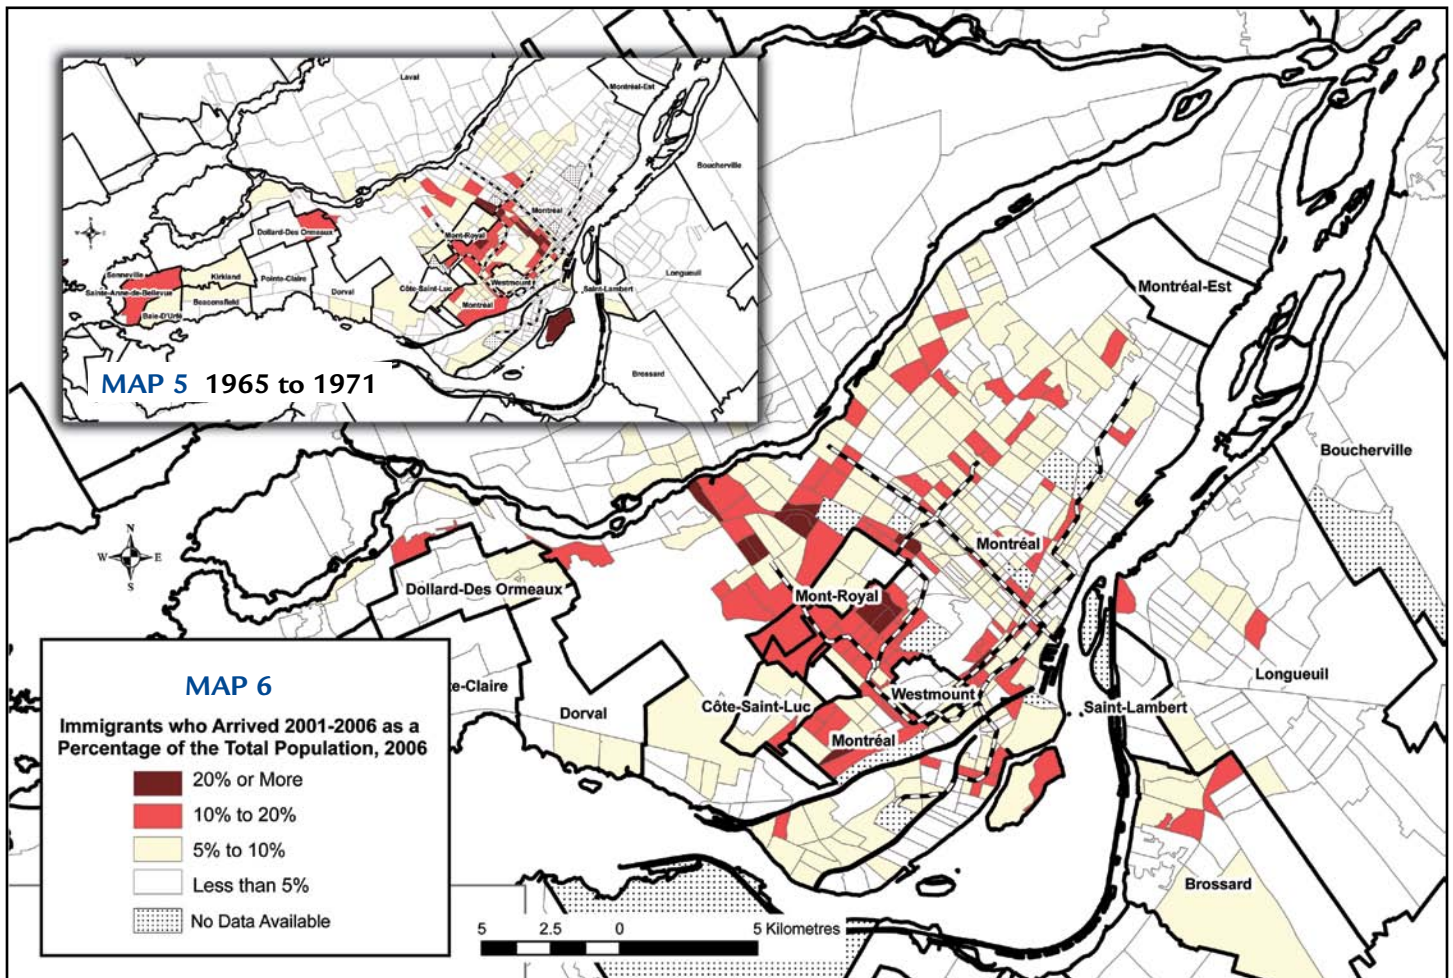 Laval
Montréal-Est
Boucherville
Montréal
Mont-Royal
Dollard-Des Ormeaux
Senneville
Kirkland
Pointe-Claire
Sainte-Anne-de-Bellevue
Beaconsfield
Dorval
Côte-Saint-Luc
Westmount
Longueuil
Saint-Lambert
Montréal
Baie-D'Urfé
Brossard
MAP 5 1965 to 1971
Montréal-Est
Boucherville
N
W E
S
Montréal
Dollard-Des Ormeaux
Mont-Royal
Longueuil
te-Claire
Westmount
Côte-Saint-Luc
Saint-Lambert
Dorval
Montréal
Brossard
MAP 6
Immigrants who Arrived 2001-2006 as a
Percentage of the Total Population, 2006
20% or More
10% to 20%
5% to 10%
Less than 5%
No Data Available
5 2.5 0 5 Kilometres